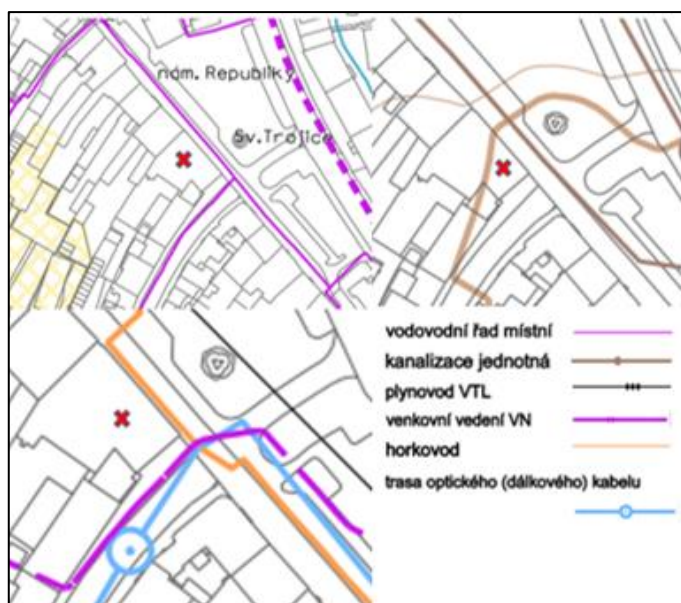 nám. Republiky
Sv.Trojice
vodovodní řad místní
kanalizace jednotná
plynovod VTL
venkovní vedení VN
horkovod
trasa optického (dálkového) kabelu